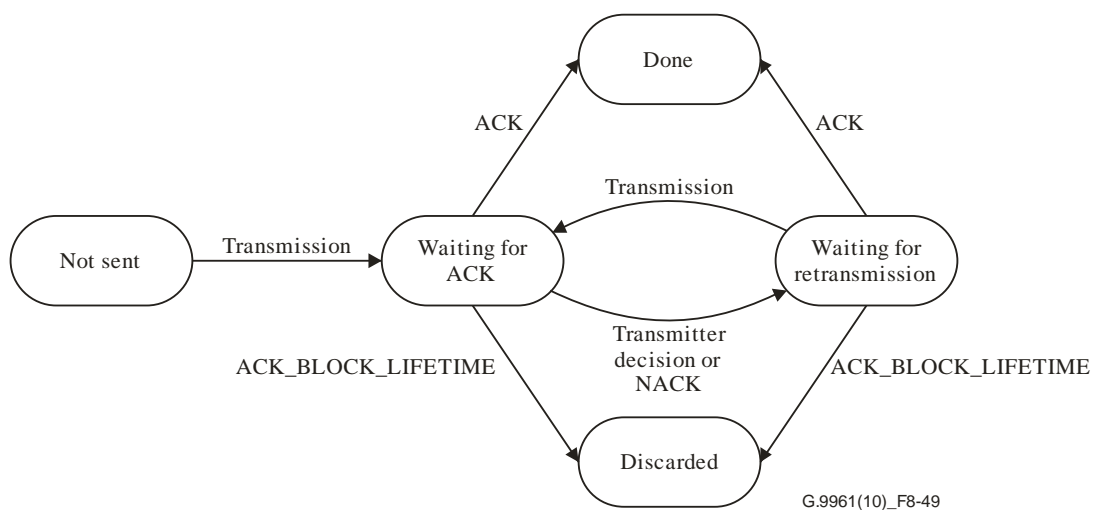 Done
ACK
ACK
Transmission
Not sent
Transmission
Waiting for
ACK
Waiting for
retransmission
Transmitter
decision or
NACK
ACK_BLOCK_LIFETIME
ACK_BLOCK_LIFETIME
Discarded
G.9961(10)_F8-49